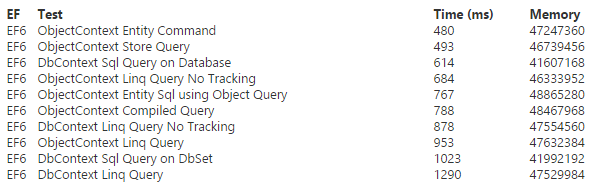 EF Test Time (ms) Memory
EF6 ObjectContext Entity Command 480 47247360
EF6 ObjectContext Store Query 493 46739456
EF6 DbContext Sql Query on Database 614 41607168
EF6 ObjectContext Linq Query No Tracking 684 46333952
EF6 ObjectContext Entity Sql using Object Query 767 48865280
EF6 ObjectContext Compiled Query 788 48467968
EF6 DbContext Linq Query No Tracking 878 47554560
EF6 ObjectContext Linq Query 953 47632384
EF6 DbContext Sql Query on DbSet 1023 41992192
EF6 DbContext Linq Query 1290 47529984